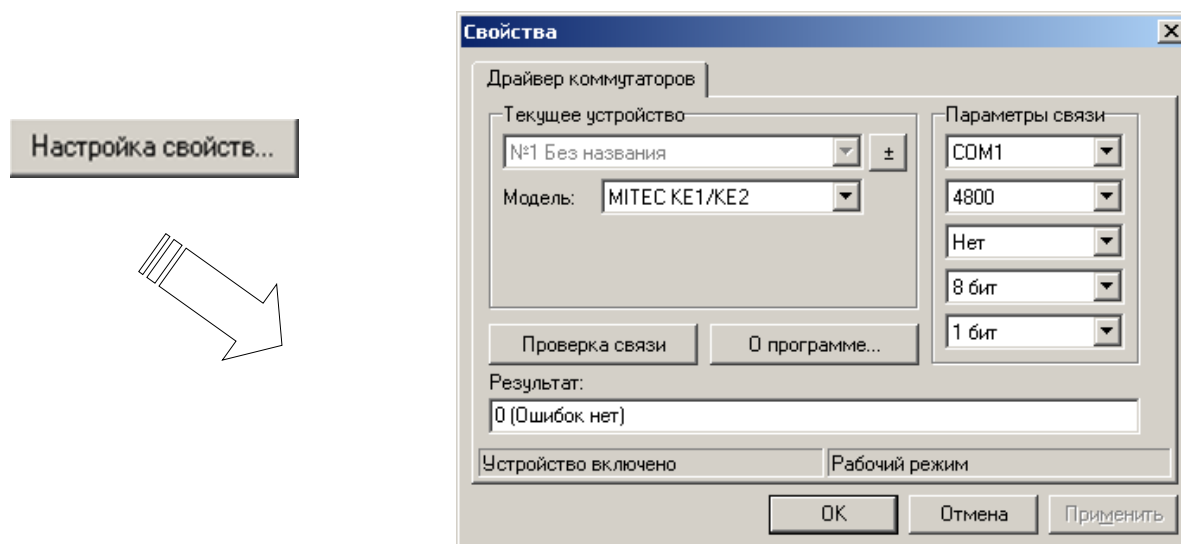 Настройка свойств...
Свойства
Драйвер коммутаторов
Текущее устройство
№1 Без названия
±
Модель: MITEC KE1/KE2
Параметры связи
COM1
4800
Нет
8 бит
1 бит
Проверка связи
О программе...
Результат:
0 (Ошибок нет)
Устройство включено
Рабочий режим
OK
Отмена
Применить